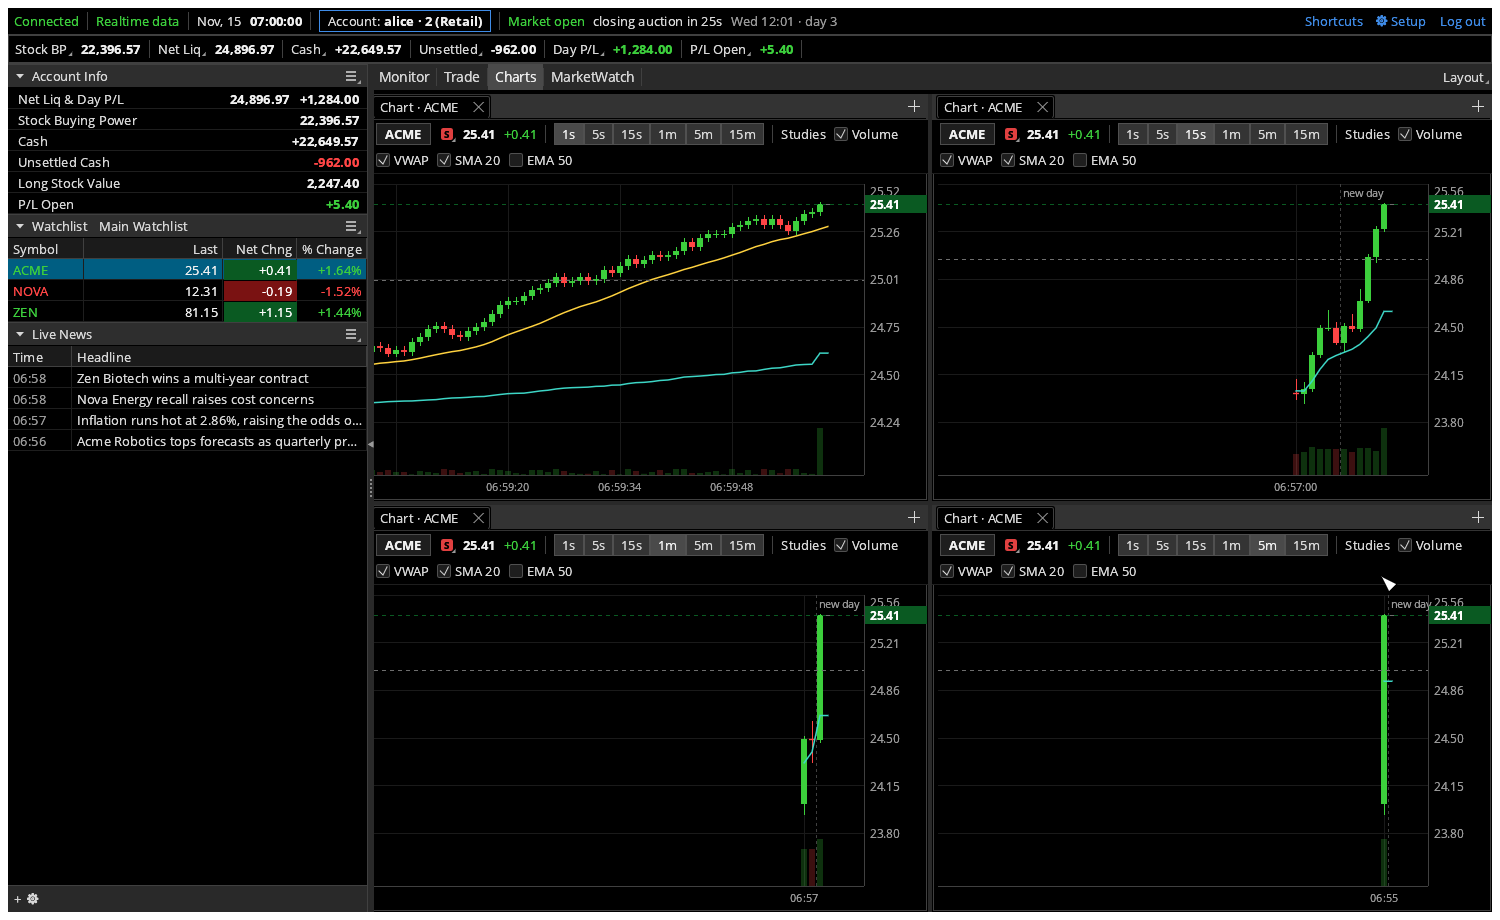 Connected Realtime data Nov, 15 07:00:00 Account: alice · 2 (Retail) Market open closing auction in 25s Wed 12:01 · day 3 Shortcuts Setup Log out
Stock BP 22,396.57 Net Liq 24,896.97 Cash +22,649.57 Unsettled -962.00 Day P/L +1,284.00 P/L Open +5.40
Account Info
Net Liq & Day P/L 24,896.97 +1,284.00
Stock Buying Power 22,396.57
Cash +22,649.57
Unsettled Cash -962.00
Long Stock Value 2,247.40
P/L Open +5.40
Watchlist Main Watchlist
Symbol Last Net Chng % Change
ACME 25.41 +0.41 +1.64%
NOVA 12.31 -0.19 -1.52%
ZEN 81.15 +1.15 +1.44%
Live News
Time Headline
06:58 Zen Biotech wins a multi-year contract
06:58 Nova Energy recall raises cost concerns
06:57 Inflation runs hot at 2.86%, raising the odds o...
06:56 Acme Robotics tops forecasts as quarterly pr...
+
Monitor Trade Charts MarketWatch Layout
Chart · ACME
ACME S 25.41 +0.41 1s 5s 15s 1m 5m 15m Studies Volume
VWAP SMA 20 EMA 50
25.52
25.41
25.26
25.01
24.75
24.50
24.24
06:59:20 06:59:34 06:59:48
Chart · ACME
ACME S 25.41 +0.41 1s 5s 15s 1m 5m 15m Studies Volume
VWAP SMA 20 EMA 50
new day 25.56
25.41
25.21
24.86
24.50
24.15
23.80
06:57:00
Chart · ACME
ACME S 25.41 +0.41 1s 5s 15s 1m 5m 15m Studies Volume
VWAP SMA 20 EMA 50
new day 25.56
25.41
25.21
24.86
24.50
24.15
23.80
06:57
Chart · ACME
ACME S 25.41 +0.41 1s 5s 15s 1m 5m 15m Studies Volume
VWAP SMA 20 EMA 50
new day 25.56
25.41
25.21
24.86
24.50
24.15
23.80
06:55